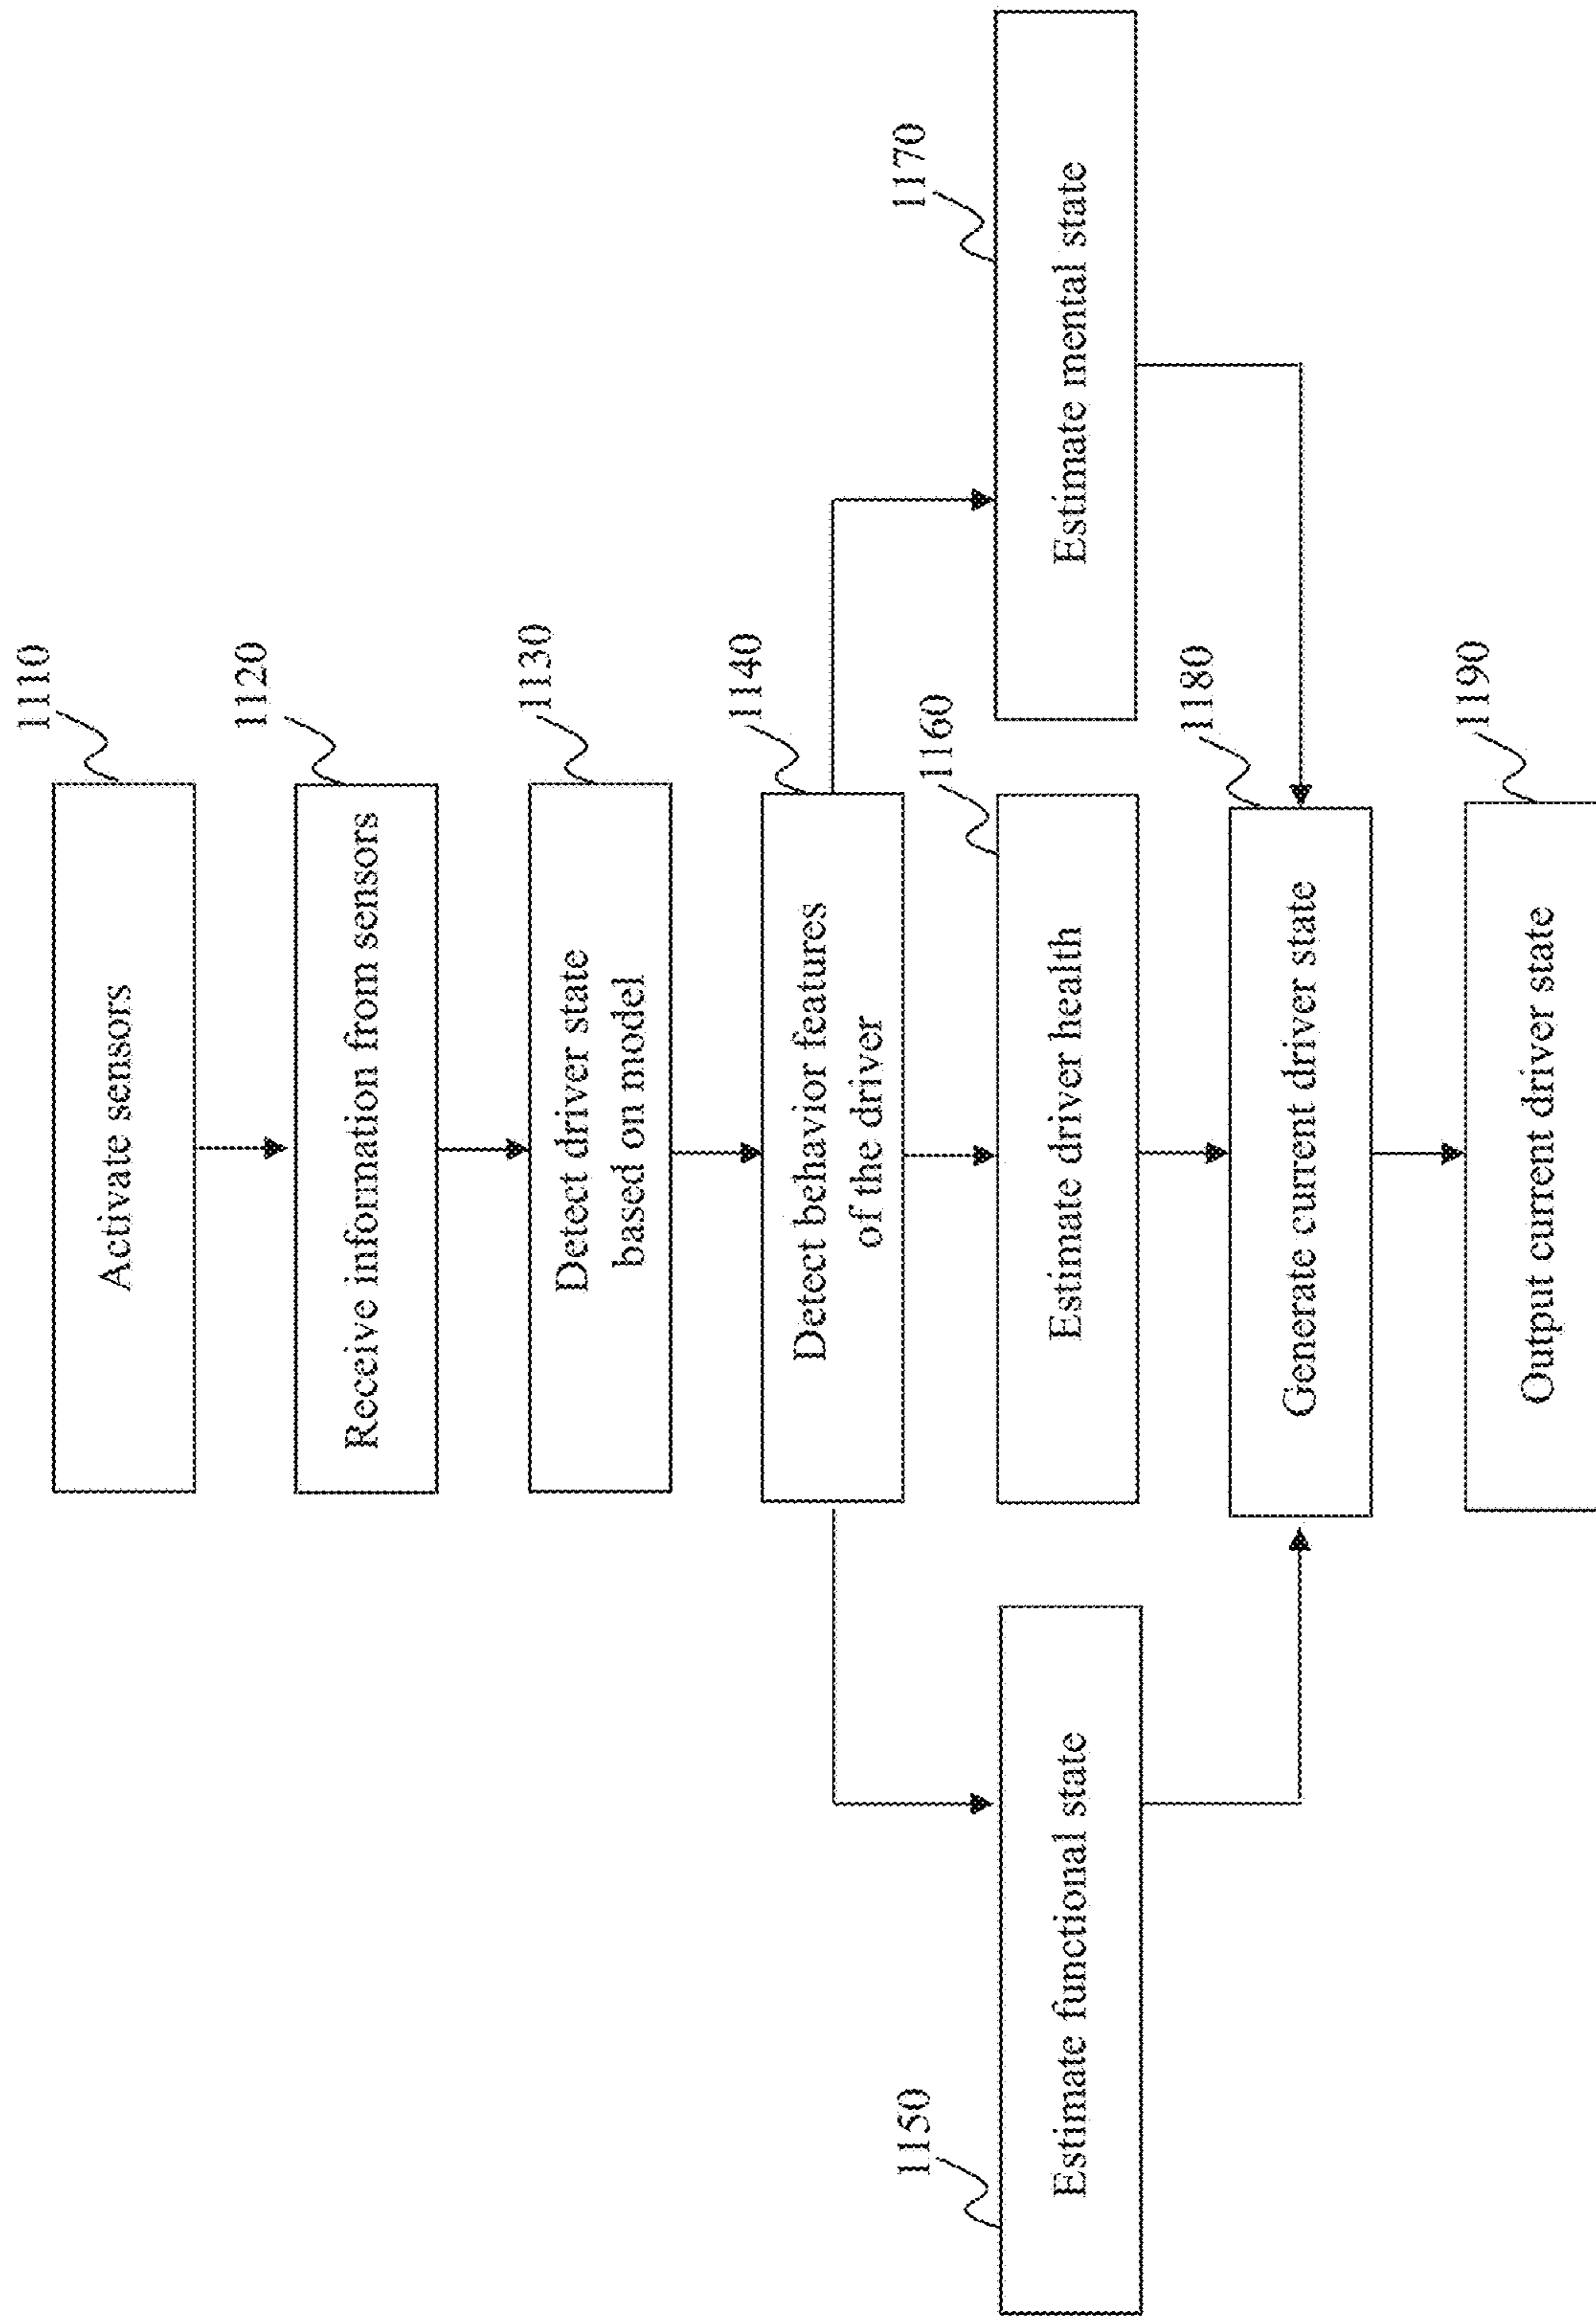 1110
Activate sensors
1120
Receive information from sensors
1130
Detect driver state
based on model
1140
Detect behavior features
of the driver
1150
Estimate functional state
1160
Estimate driver health
1170
Estimate mental state
1180
Generate current driver state
1190
Output current driver state